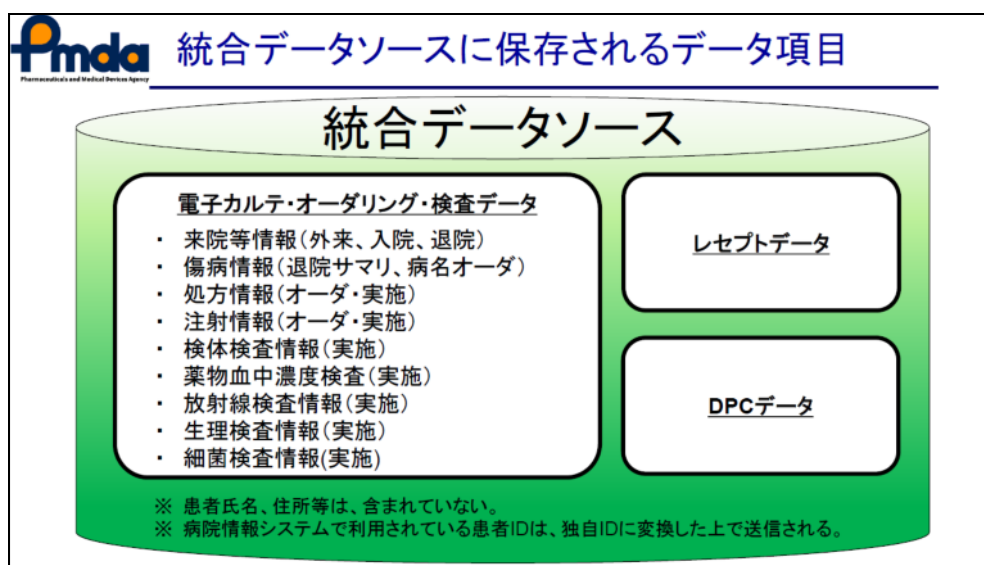 Pmda
Pharmaceuticals and Medical Devices Agency
統合データソースに保存されるデータ項目
統合データソース
電子カルテ・オーダリング・検査データ
・ 来院等情報(外来、入院、退院)
・ 傷病情報(退院サマリ、病名オーダ)
・ 処方情報(オーダ・実施)
・ 注射情報(オーダ・実施)
・ 検体検査情報(実施)
・ 薬物血中濃度検査(実施)
・ 放射線検査情報(実施)
・ 生理検査情報(実施)
・ 細菌検査情報(実施)
レセプトデータ
DPCデータ
※ 患者氏名、住所等は、含まれていない。
※ 病院情報システムで利用されている患者IDは、独自IDに変換した上で送信される。